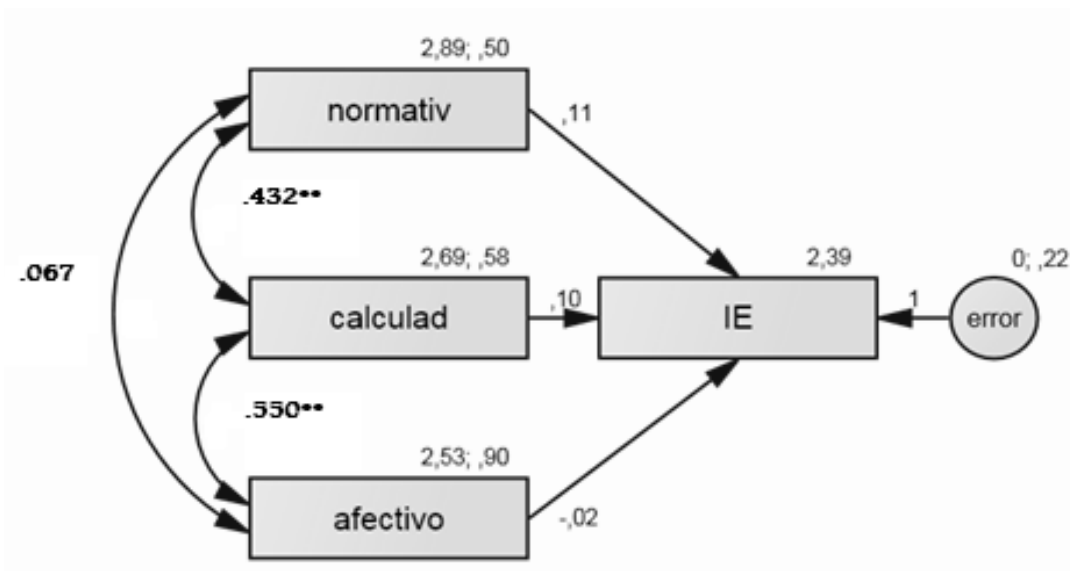 2,89; ,50
normativ
,11
.432**
.067
2,69; ,58
calculad
,10
2,39
IE
1
0; ,22
error
.550**
2,53; ,90
afectivo
-,02